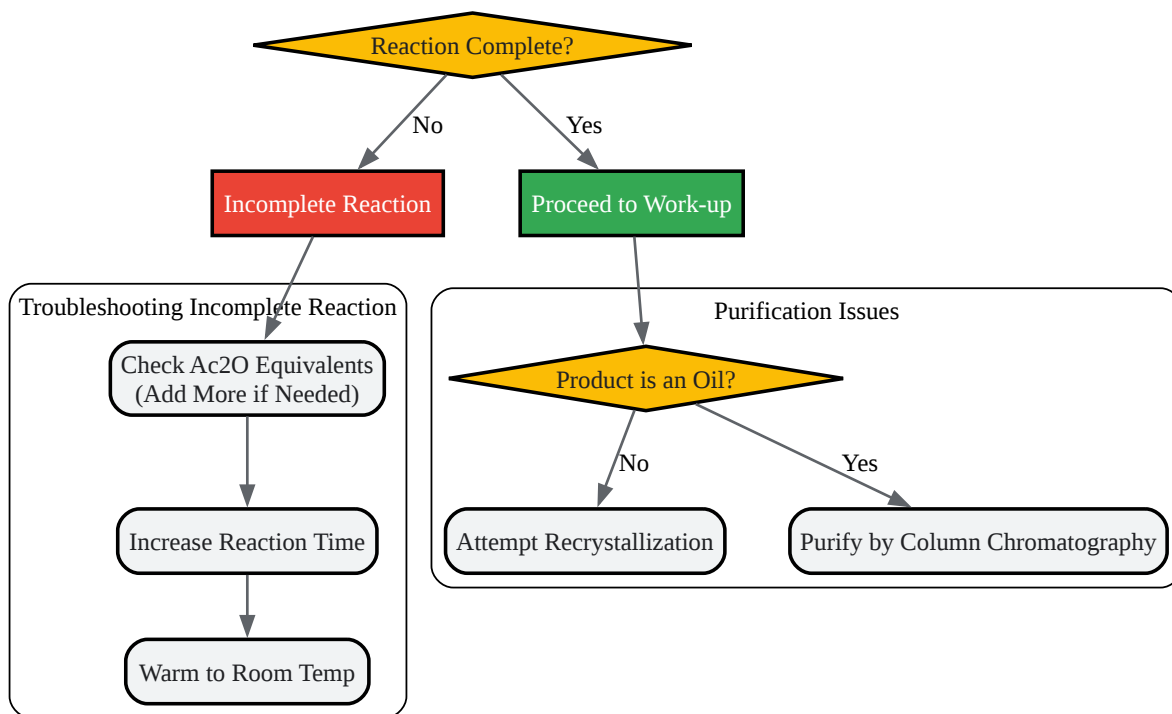 Reaction Complete?
No
Yes
Incomplete Reaction
Proceed to Work-up
Troubleshooting Incomplete Reaction
Check Ac2O Equivalents
(Add More if Needed)
Increase Reaction Time
Warm to Room Temp
Purification Issues
Product is an Oil?
No
Yes
Attempt Recrystallization
Purify by Column Chromatography